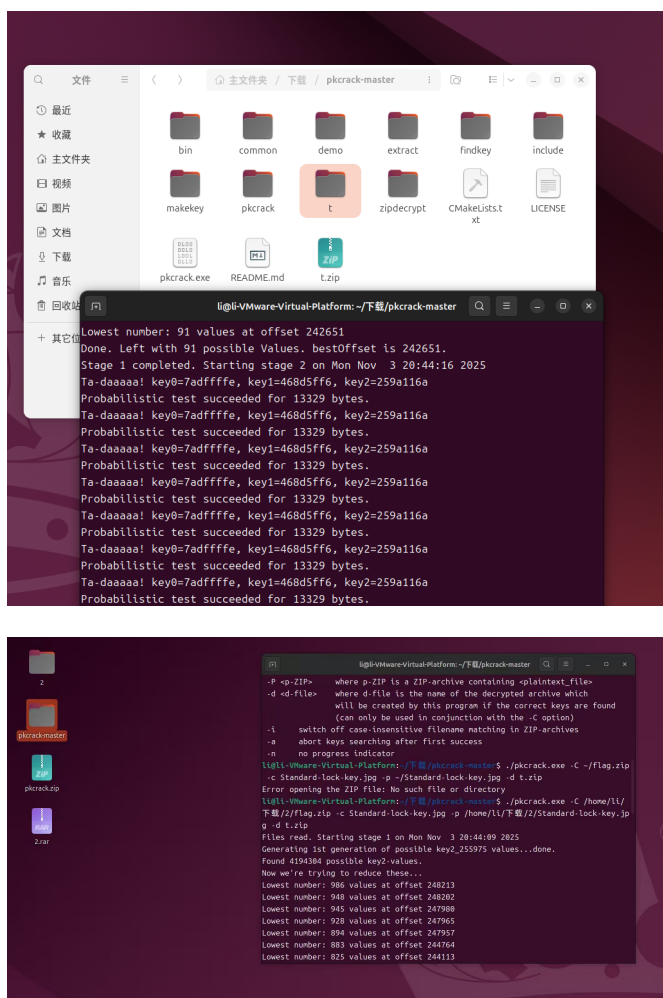 文件
主文件夹 / 下载 / pkcrack-master
最近
收藏
主文件夹
视频
图片
文档
下载
音乐
回收站
+ 其它位
bin
common
demo
extract
findkey
include
makekey
pkcrack
t
zipdecrypt
CMakeLists.t
xt
LICENSE
pkcrack.exe
README.md
t.zip
li@li-VMware-Virtual-Platform: ~/下载/pkcrack-master
Lowest number: 91 values at offset 242651
Done. Left with 91 possible Values. bestOffset is 242651.
Stage 1 completed. Starting stage 2 on Mon Nov  3 20:44:16 2025
Ta-daaaaa! key0=7adffffe, key1=468d5ff6, key2=259a116a
Probabilistic test succeeded for 13329 bytes.
Ta-daaaaa! key0=7adffffe, key1=468d5ff6, key2=259a116a
Probabilistic test succeeded for 13329 bytes.
Ta-daaaaa! key0=7adffffe, key1=468d5ff6, key2=259a116a
Probabilistic test succeeded for 13329 bytes.
Ta-daaaaa! key0=7adffffe, key1=468d5ff6, key2=259a116a
Probabilistic test succeeded for 13329 bytes.
Ta-daaaaa! key0=7adffffe, key1=468d5ff6, key2=259a116a
Probabilistic test succeeded for 13329 bytes.
Ta-daaaaa! key0=7adffffe, key1=468d5ff6, key2=259a116a
Probabilistic test succeeded for 13329 bytes.
Ta-daaaaa! key0=7adffffe, key1=468d5ff6, key2=259a116a
Probabilistic test succeeded for 13329 bytes.
2
pkcrack-master
ZiP
pkcrack.zip
RAR
2.rar
li@li-VMware-Virtual-Platform: ~/下载/pkcrack-master
-P <p-ZIP>    where p-ZIP is a ZIP-archive containing <plaintext_file>
-d <d-file>   where d-file is the name of the decrypted archive which
will be created by this program if the correct keys are found
(can only be used in conjunction with the -C option)
-i    switch off case-insensitive filename matching in ZIP-archives
-a    abort keys searching after first success
-n    no progress indicator
li@li-VMware-Virtual-Platform:~/下载/pkcrack-master$ ./pkcrack.exe -C ~/flag.zip
-c Standard-lock-key.jpg -p ~/Standard-lock-key.jpg -d t.zip
Error opening the ZIP file: No such file or directory
li@li-VMware-Virtual-Platform:~/下载/pkcrack-master$ ./pkcrack.exe -C /home/li/
下载/2/flag.zip -c Standard-lock-key.jpg -p /home/li/下载/2/Standard-lock-key.jp
g -d t.zip
Files read. Starting stage 1 on Mon Nov  3 20:44:09 2025
Generating 1st generation of possible key2_255975 values...done.
Found 4194304 possible key2-values.
Now we're trying to reduce these...
Lowest number: 986 values at offset 248213
Lowest number: 948 values at offset 248202
Lowest number: 945 values at offset 247980
Lowest number: 928 values at offset 247965
Lowest number: 894 values at offset 247957
Lowest number: 883 values at offset 244764
Lowest number: 825 values at offset 244113